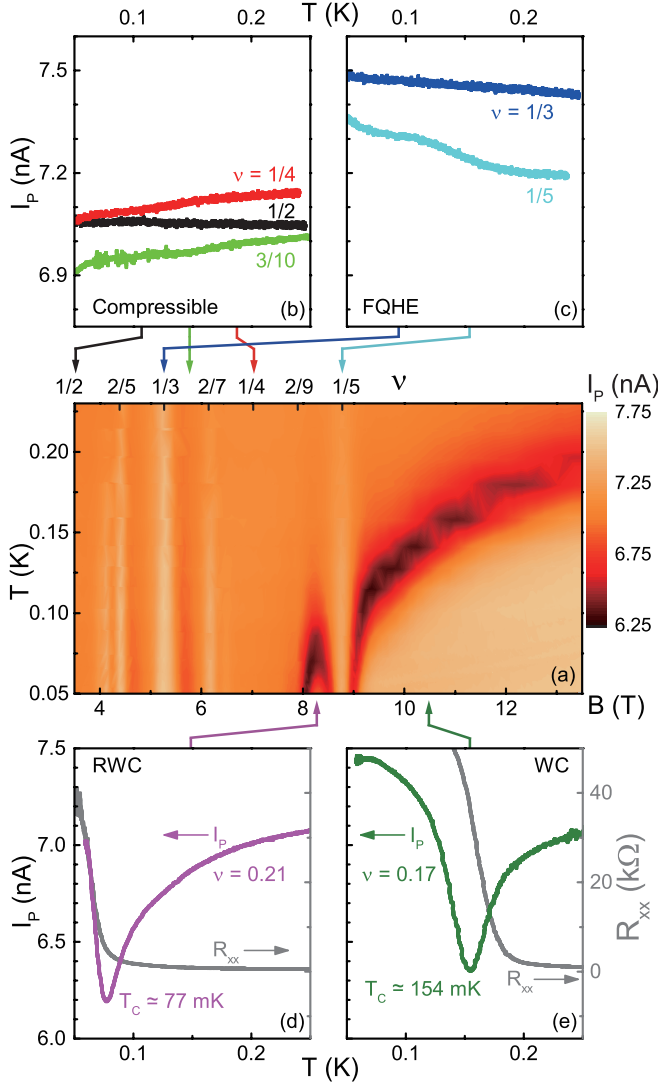 T (K)
0.1 0.2 0.1 0.2
7.5
7.2
6.9
I_P (nA)
ν = 1/4
1/2
3/10
Compressible (b)
ν = 1/3
1/5
FQHE (c)
1/2 2/5 1/3 2/7 1/4 2/9 1/5 ν
I_P (nA)
7.75
7.25
6.75
6.25
0.20
0.15
0.10
0.05
T (K)
(a)
4 6 8 10 12 B (T)
7.5
7.0
6.5
6.0
I_P (nA)
RWC
I_P
ν = 0.21
R_xx
T_C ≃ 77 mK
(d)
WC
I_P
ν = 0.17
R_xx
T_C ≃ 154 mK
(e)
40
20
0
R_xx (kΩ)
0.1 0.2 0.1 0.2
T (K)